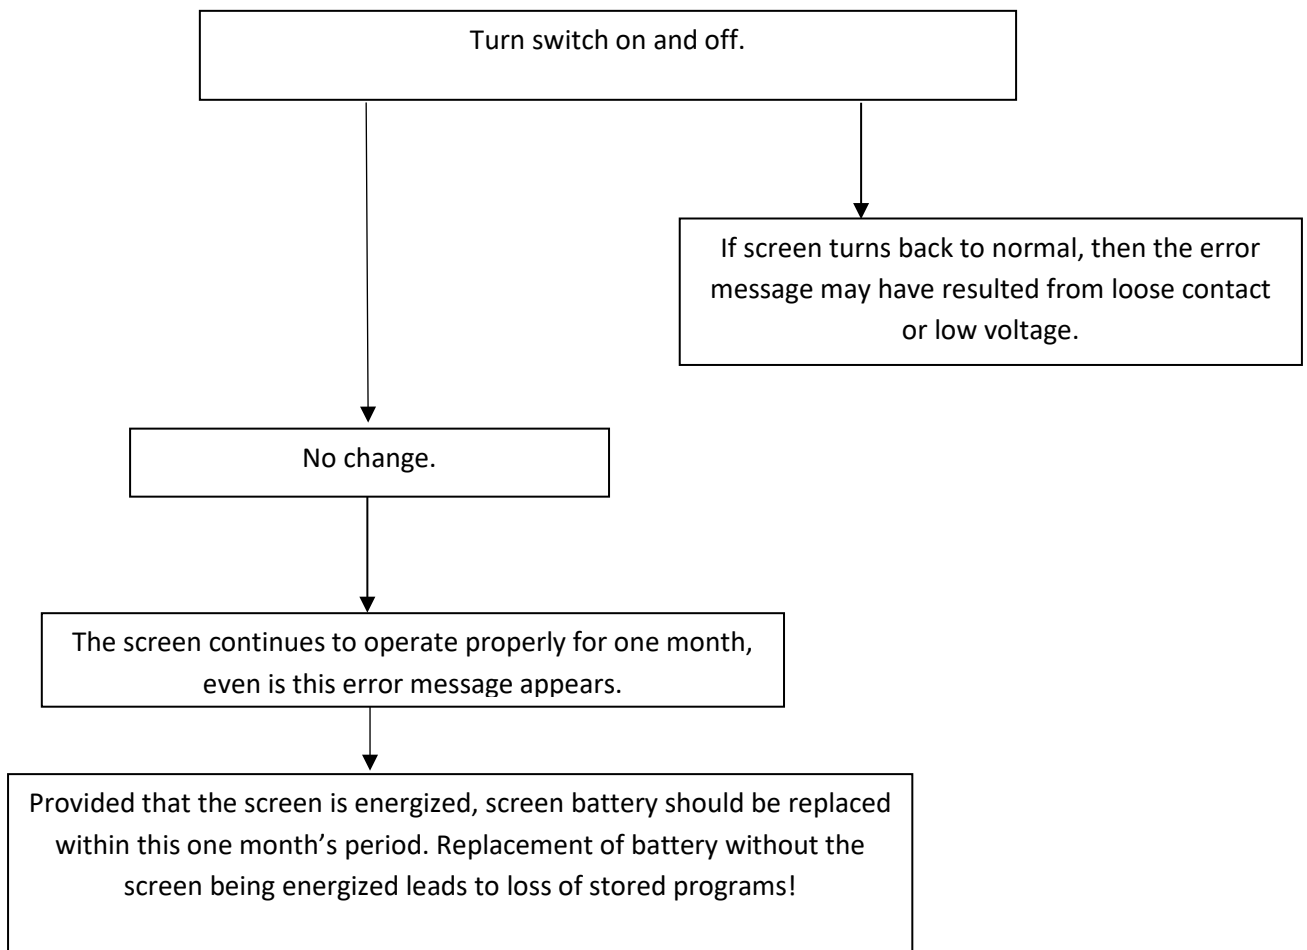 Turn switch on and off.
If screen turns back to normal, then the error
message may have resulted from loose contact
or low voltage.
No change.
The screen continues to operate properly for one month,
even is this error message appears.
Provided that the screen is energized, screen battery should be replaced
within this one month’s period. Replacement of battery without the
screen being energized leads to loss of stored programs!